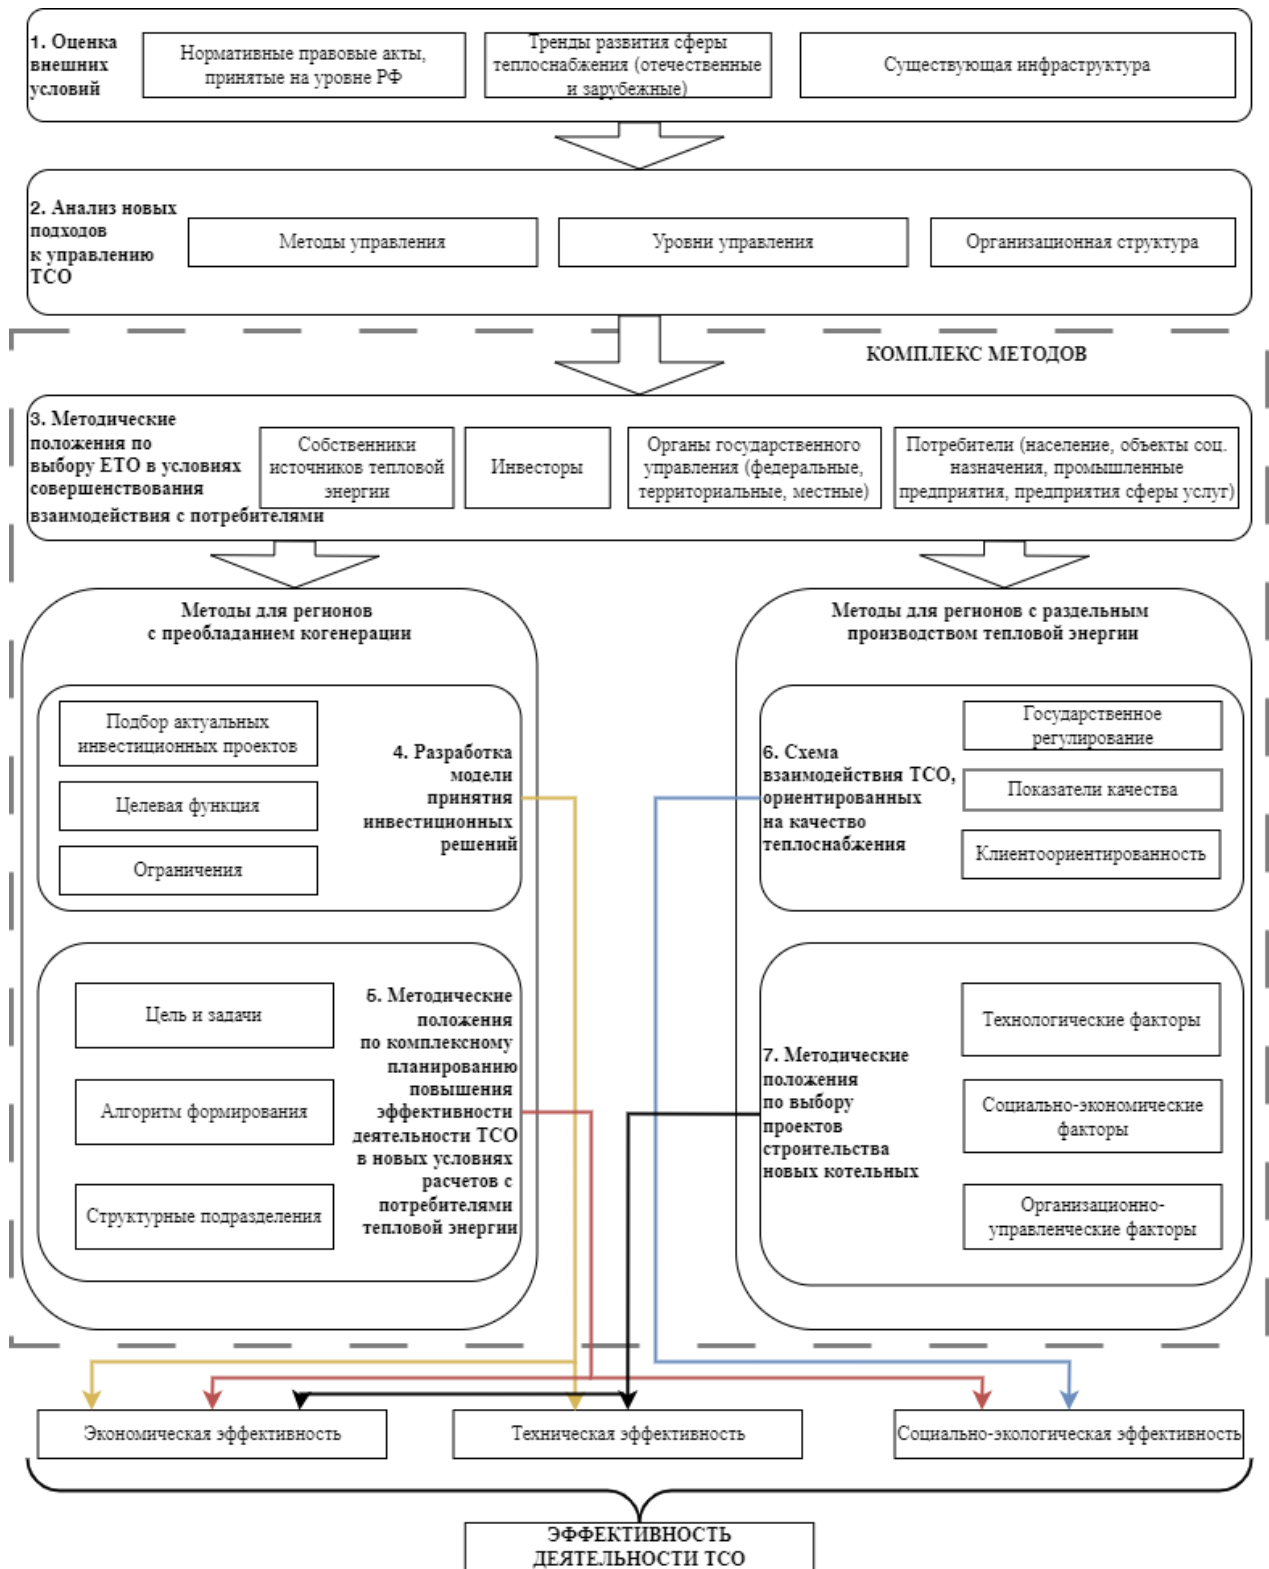 1. Оценка
внешних
условий
Нормативные правовые акты,
принятые на уровне РФ
Тренды развития сферы
теплоснабжения (отечественные
и зарубежные)
Существующая инфраструктура
2. Анализ новых
подходов
к управлению
ТСО
Методы управления
Уровни управления
Организационная структура
КОМПЛЕКС МЕТОДОВ
3. Методические
положения по
выбору ЕТО в условиях
совершенствования
взаимодействия с потребителями
Собственники
источников тепловой
энергии
Инвесторы
Органы государственного
управления (федеральные,
территориальные, местные)
Потребители (население, объекты соц.
назначения, промышленные
предприятия, предприятия сферы услуг)
Методы для регионов
с преобладанием когенерации
Подбор актуальных
инвестиционных проектов
Целевая функция
Ограничения
4. Разработка
модели
принятия
инвестиционных
решений
Цель и задачи
Алгоритм формирования
Структурные подразделения
5. Методические
положения
по комплексному
планированию
повышения
эффективности
деятельности ТСО
в новых условиях
расчетов с
потребителями
тепловой энергии
Методы для регионов с раздельным
производством тепловой энергии
6. Схема
взаимодействия ТСО,
ориентированных
на качество
теплоснабжения
Государственное
регулирование
Показатели качества
Клиентоориентированность
7. Методические
положения
по выбору
проектов
строительства
новых котельных
Технологические факторы
Социально-экономические
факторы
Организационно-
управленческие факторы
Экономическая эффективность
Техническая эффективность
Социально-экологическая эффективность
ЭФФЕКТИВНОСТЬ
ДЕЯТЕЛЬНОСТИ ТСО